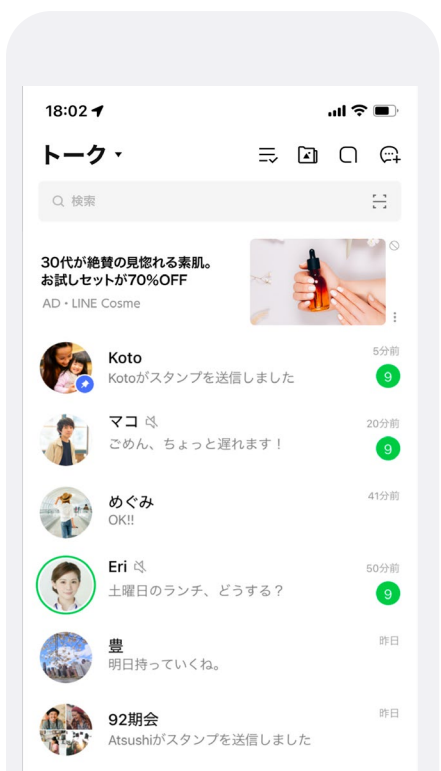 18:02
トーク
検索
30代が絶賛の見惚れる素肌。
お試しセットが70%OFF
AD・LINE Cosme
Koto
5分前
Kotoがスタンプを送信しました
9
マコ
20分前
ごめん、ちょっと遅れます！
9
めぐみ
41分前
OK!!
Eri
50分前
土曜日のランチ、どうする？
9
豊
昨日
明日持っていくね。
92期会
昨日
Atsushiがスタンプを送信しました